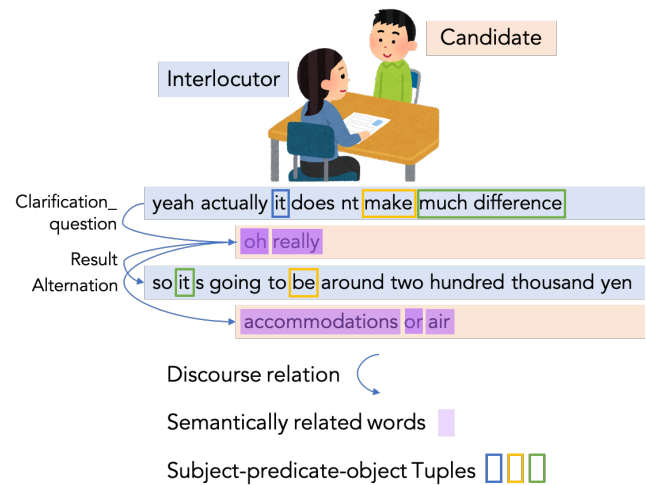 Candidate
Interlocutor
Clarification_
question
yeah actually it does nt make much difference
oh really
Result
Alternation
so it s going to be around two hundred thousand yen
accommodations or air
Discourse relation
Semantically related words
Subject-predicate-object Tuples